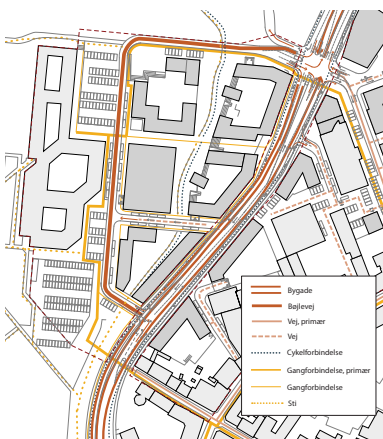 Bygade
Bøjlevej
Vej, primær
Vej
Cykelforbindelse
Gangforbindelse, primær
Gangforbindelse
Sti